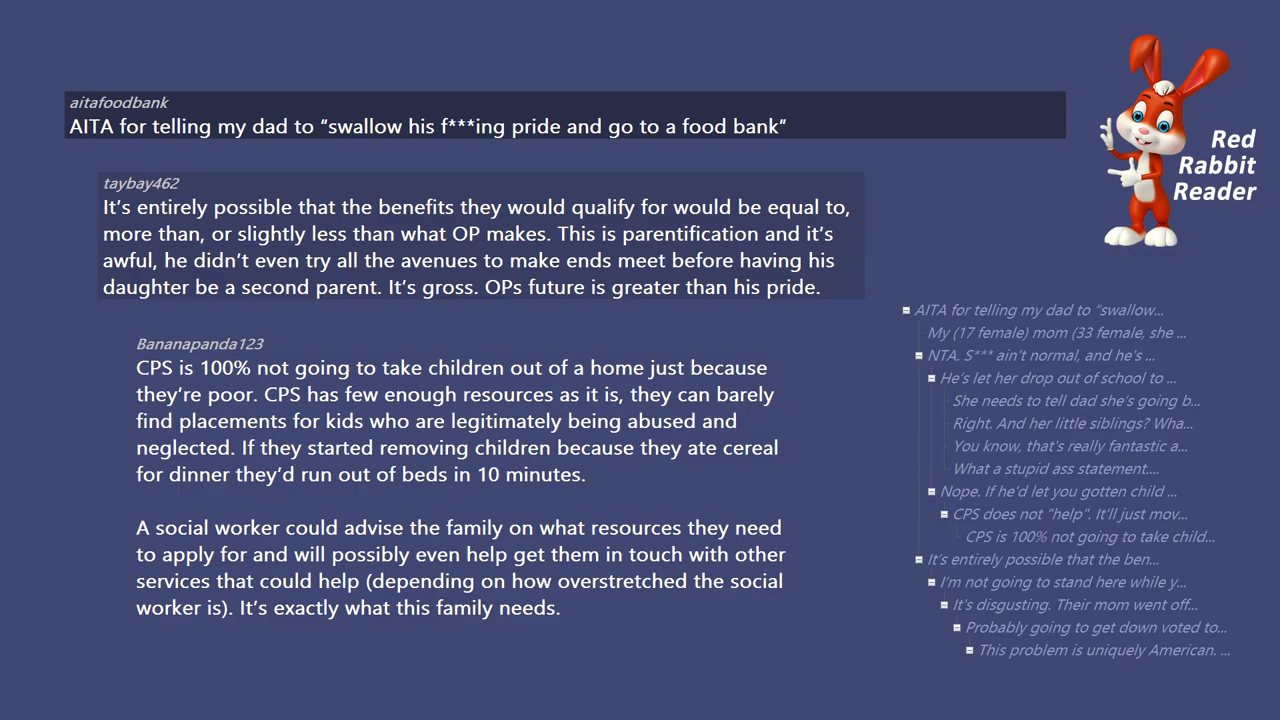 aitafoodbank
AITA for telling my dad to “swallow his f***ing pride and go to a food bank”
Red
Rabbit
Reader
taybay462
It’s entirely possible that the benefits they would qualify for would be equal to,
more than, or slightly less than what OP makes. This is parentification and it’s
awful, he didn’t even try all the avenues to make ends meet before having his
daughter be a second parent. It’s gross. OPs future is greater than his pride.
Bananapanda123
CPS is 100% not going to take children out of a home just because
they’re poor. CPS has few enough resources as it is, they can barely
find placements for kids who are legitimately being abused and
neglected. If they started removing children because they ate cereal
for dinner they’d run out of beds in 10 minutes.
A social worker could advise the family on what resources they need
to apply for and will possibly even help get them in touch with other
services that could help (depending on how overstretched the social
worker is). It’s exactly what this family needs.
AITA for telling my dad to “swallow...
My (17 female) mom (33 female, she ...
NTA. S*** ain't normal, and he's ...
He's let her drop out of school to ...
She needs to tell dad she's going b...
Right. And her little siblings? Wha...
You know, that's really fantastic a...
What a stupid ass statement....
Nope. If he'd let you gotten child ...
CPS does not "help". It'll just mov...
CPS is 100% not going to take child...
It’s entirely possible that the ben...
I’m not going to stand here while y...
It's disgusting. Their mom went off...
Probably going to get down voted to...
This problem is uniquely American. ...